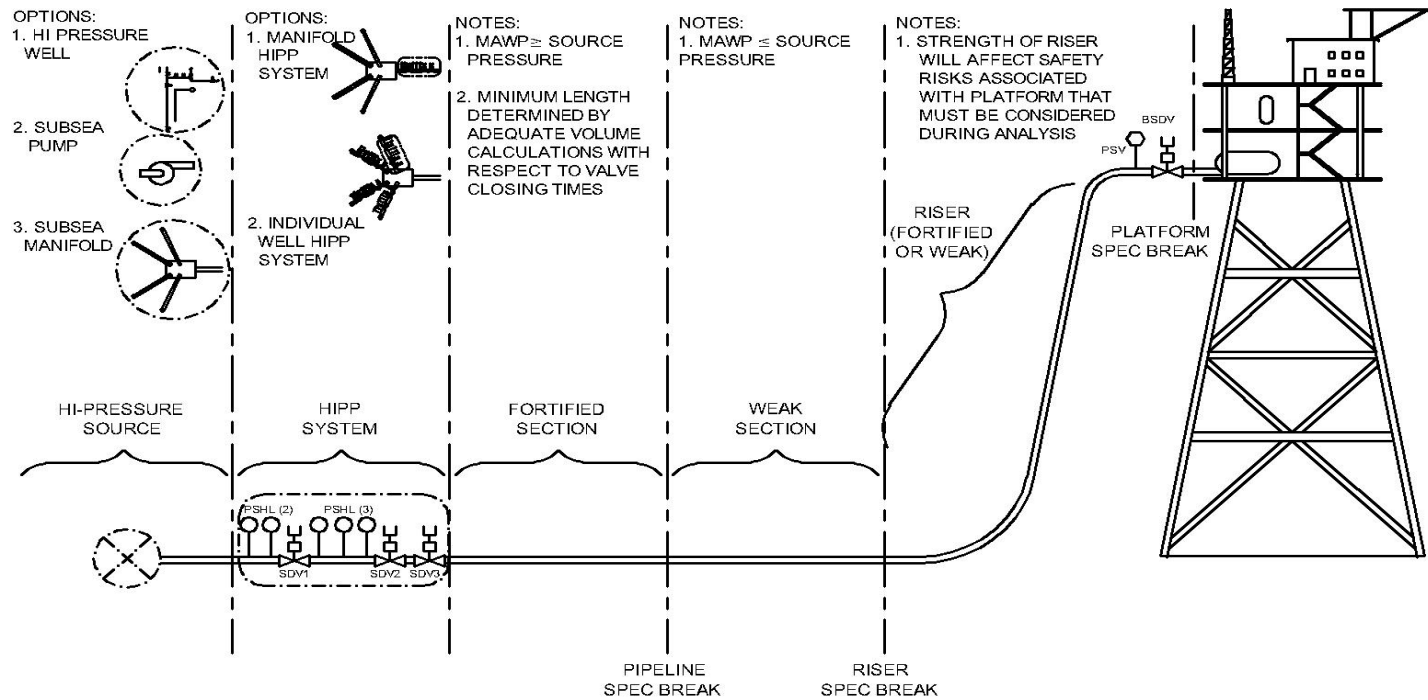 OPTIONS:
1. HI PRESSURE
WELL
2. SUBSEA
PUMP
3. SUBSEA
MANIFOLD
OPTIONS:
1. MANIFOLD
HIPP
SYSTEM
2. INDIVIDUAL
WELL HIPP
SYSTEM
NOTES:
1. MAWP ≥ SOURCE
PRESSURE
2. MINIMUM LENGTH
DETERMINED BY
ADEQUATE VOLUME
CALCULATIONS WITH
RESPECT TO VALVE
CLOSING TIMES
NOTES:
1. MAWP ≤ SOURCE
PRESSURE
NOTES:
1. STRENGTH OF RISER
WILL AFFECT SAFETY
RISKS ASSOCIATED
WITH PLATFORM THAT
MUST BE CONSIDERED
DURING ANALYSIS
BSDV
PSV
RISER
(FORTIFIED
OR WEAK)
PLATFORM
SPEC BREAK
HI-PRESSURE
SOURCE
HIPP
SYSTEM
FORTIFIED
SECTION
WEAK
SECTION
PSHL (2)
PSHL (3)
SDV1
SDV2
SDV3
PIPELINE
SPEC BREAK
RISER
SPEC BREAK